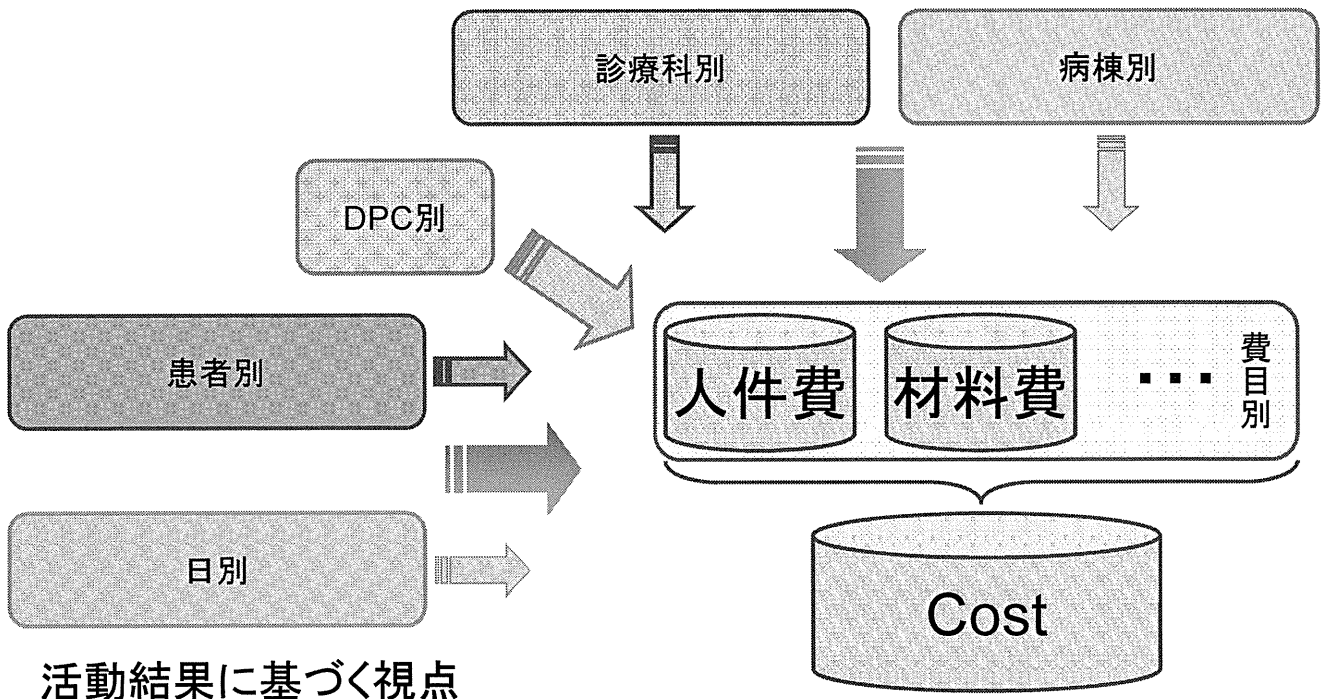 診療科別
病棟別
DPC別
患者別
人件費
材料費
･･･
費目別
日別
Cost
活動結果に基づく視点